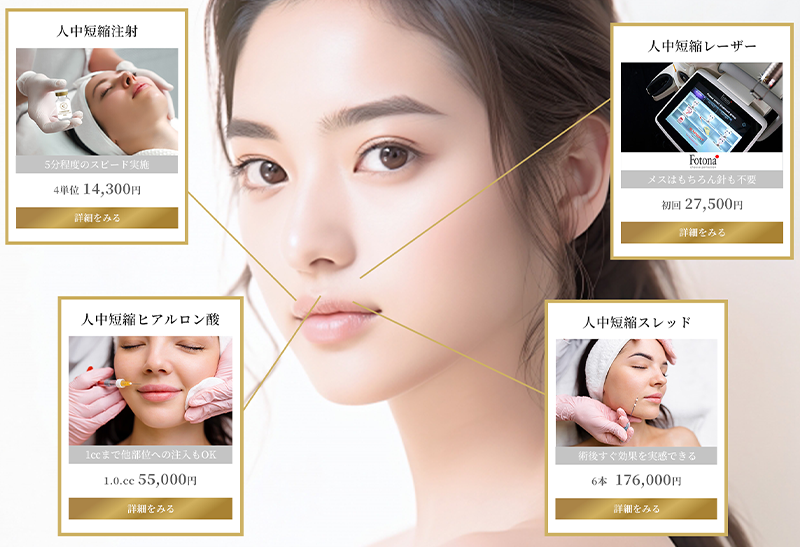 人中短縮注射
5分程度のスピード実施
4単位 14,300円
詳細をみる
人中短縮レーザー
Fotona
メスはもちろん針も不要
初回 27,500円
詳細をみる
人中短縮ヒアルロン酸
1ccまで他部位への注入もOK
1.0.cc 55,000円
詳細をみる
人中短縮スレッド
術後すぐ効果を実感できる
6本 176,000円
詳細をみる